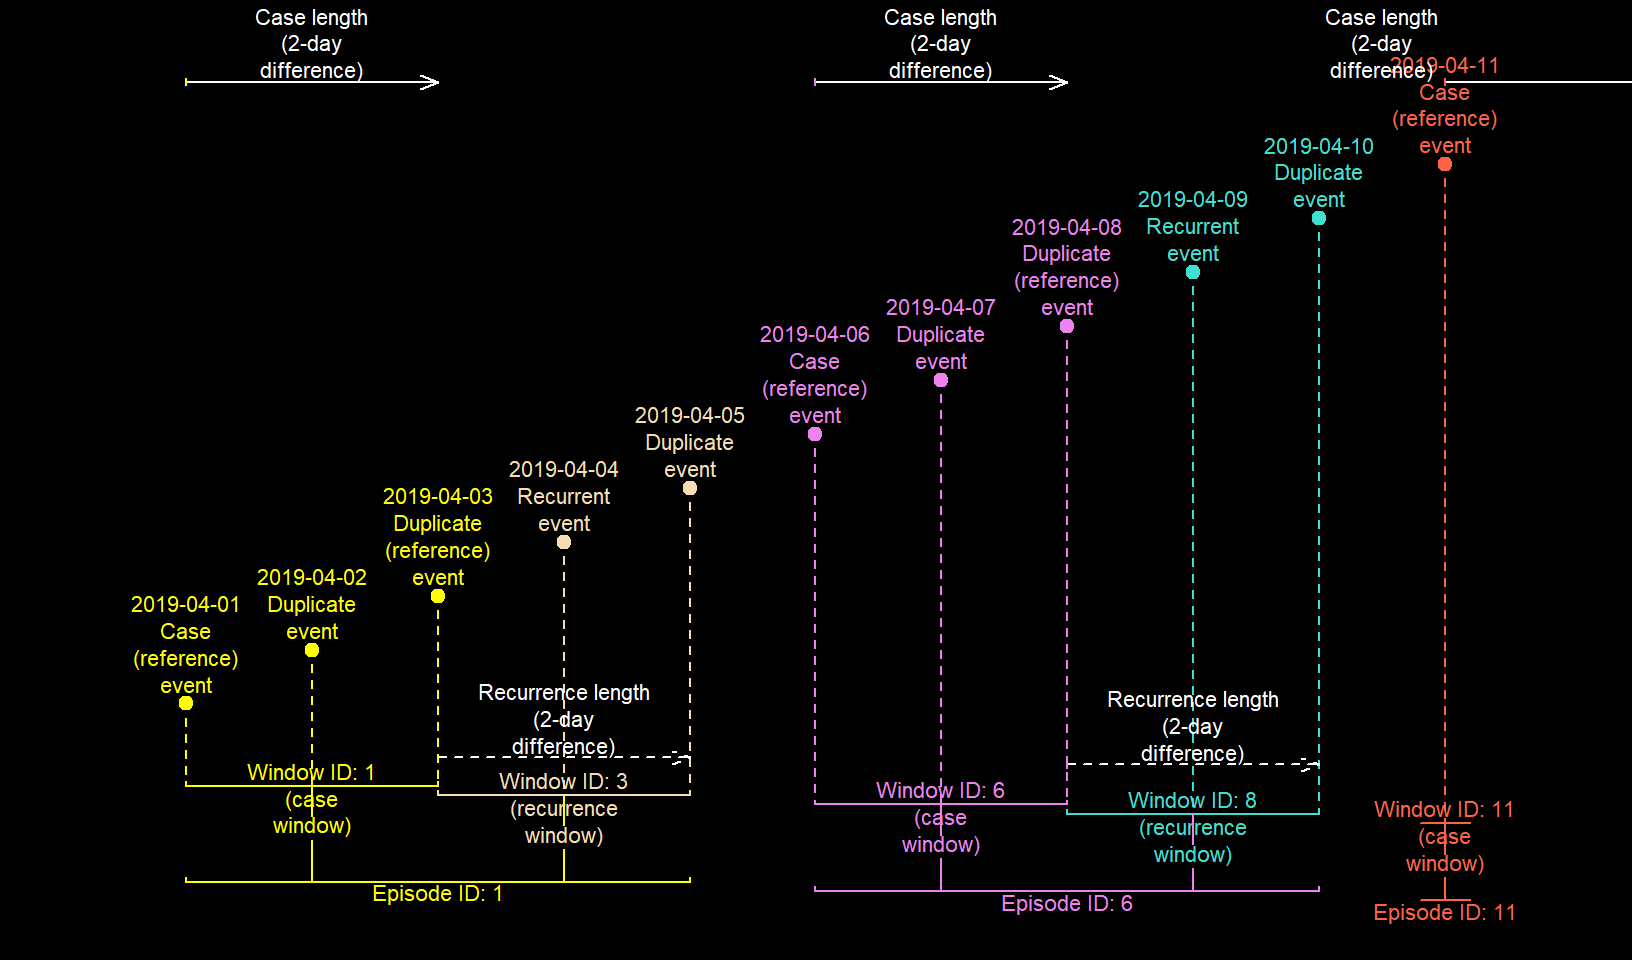 Case length
(2-day
difference)
Case length
(2-day
difference)
Case length
(2-day
difference)
2019-04-11
Case
(reference)
event
2019-04-10
Duplicate
event
2019-04-09
Recurrent
event
2019-04-08
Duplicate
(reference)
event
2019-04-07
Duplicate
event
2019-04-06
Case
(reference)
event
2019-04-05
Duplicate
event
2019-04-04
Recurrent
event
2019-04-03
Duplicate
(reference)
event
2019-04-02
Duplicate
event
2019-04-01
Case
(reference)
event
Recurrence length
(2-day
difference)
Recurrence length
(2-day
difference)
Window ID: 1
(case
window)
Window ID: 3
(recurrence
window)
Window ID: 6
(case
window)
Window ID: 8
(recurrence
window)
Window ID: 11
(case
window)
Episode ID: 1
Episode ID: 6
Episode ID: 11